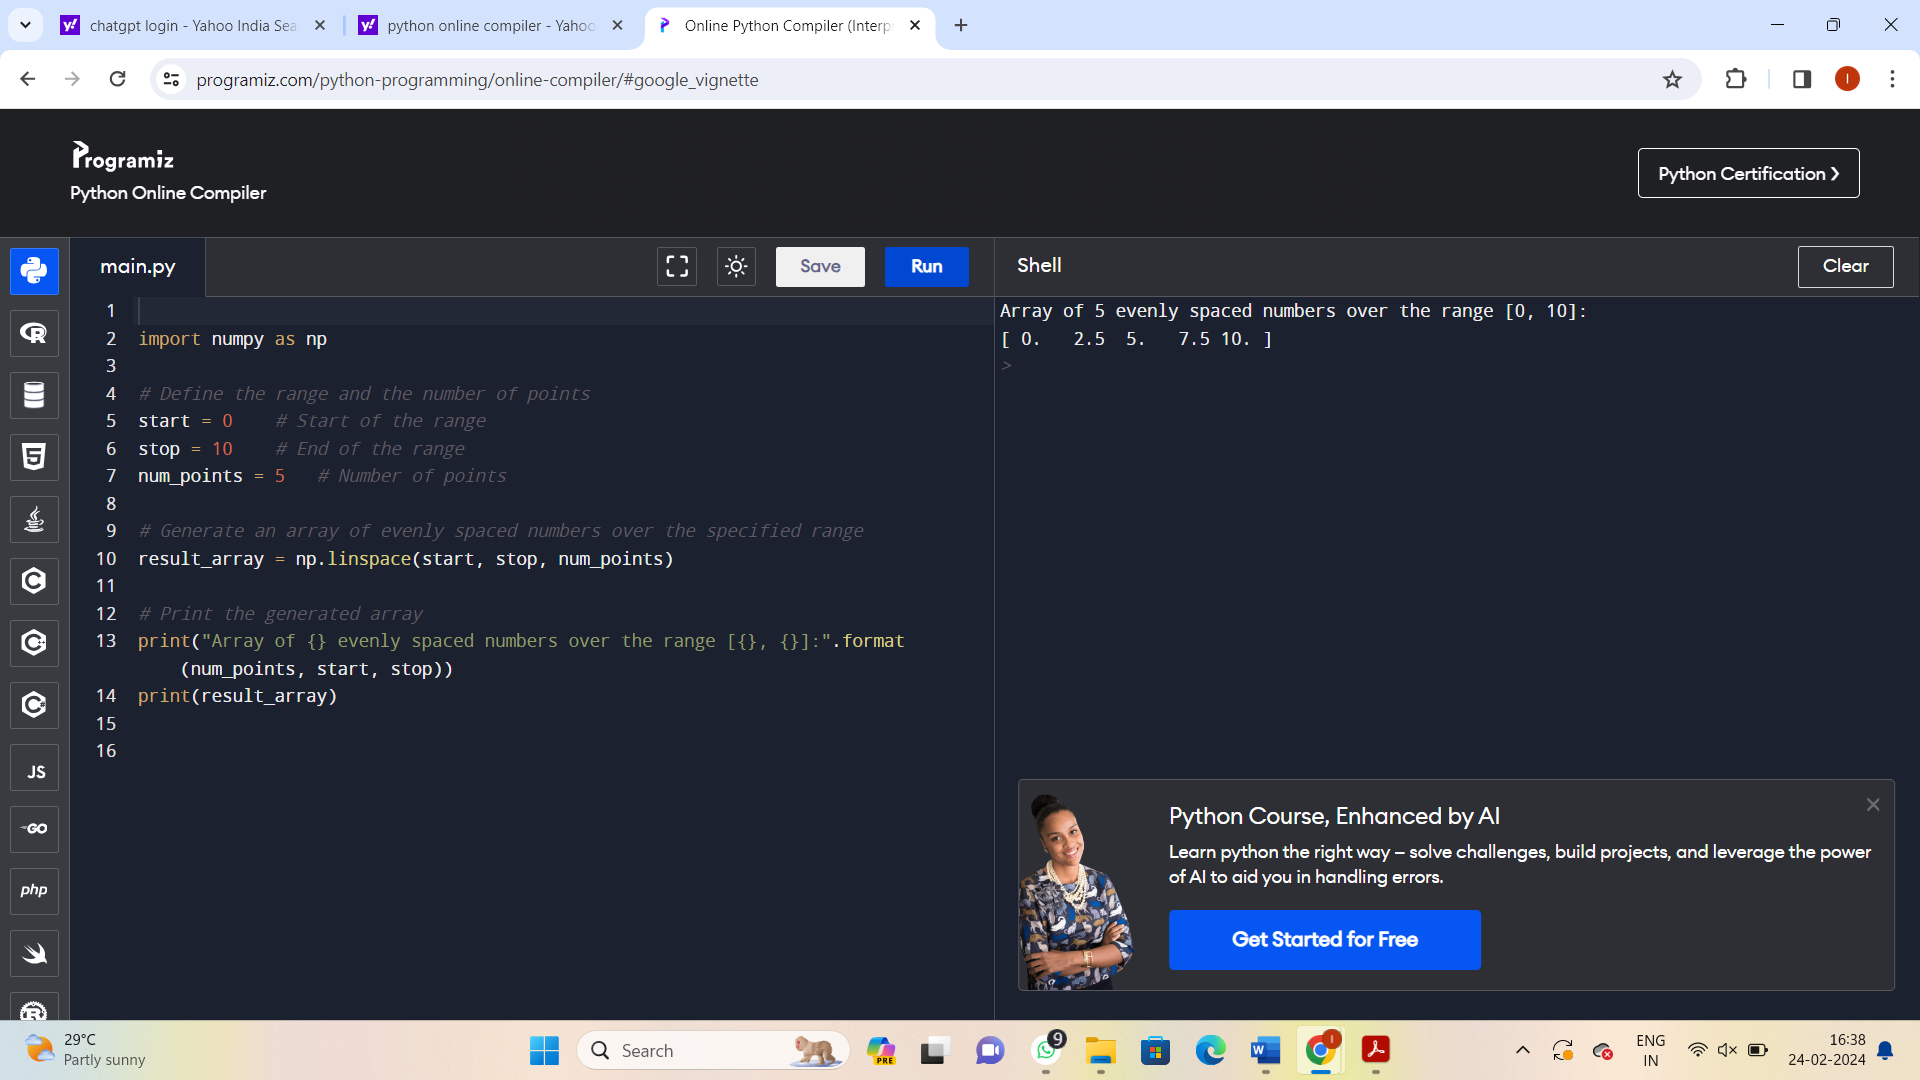 chatgpt login - Yahoo India Sea
python online compiler - Yahoo
Online Python Compiler (Interp
programiz.com/python-programming/online-compiler/#google_vignette
Programiz
Python Online Compiler
Python Certification ❯
main.py
Save
Run
Shell
Clear
1
2 import numpy as np
3
4 # Define the range and the number of points
5 start = 0    # Start of the range
6 stop = 10    # End of the range
7 num_points = 5   # Number of points
8
9 # Generate an array of evenly spaced numbers over the specified range
10 result_array = np.linspace(start, stop, num_points)
11
12 # Print the generated array
13 print("Array of {} evenly spaced numbers over the range [{}, {}]:".format
(num_points, start, stop))
14 print(result_array)
15
16
Array of 5 evenly spaced numbers over the range [0, 10]:
[ 0.   2.5  5.   7.5 10. ]
>
JS
GO
php
Python Course, Enhanced by AI
Learn python the right way – solve challenges, build projects, and leverage the power
of AI to aid you in handling errors.
Get Started for Free
29°C
Partly sunny
Search
PRE
9
ENG
IN
16:38
24-02-2024